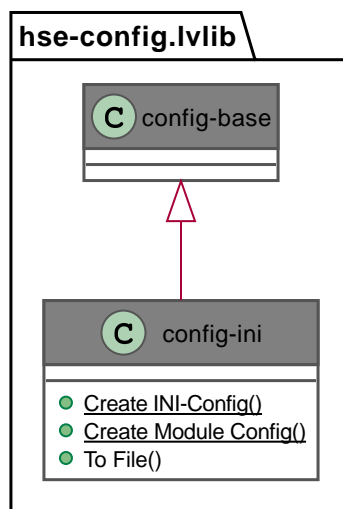 hse-config.lvlib
C config-base
C config-ini
Create INI-Config()
Create Module Config()
To File()